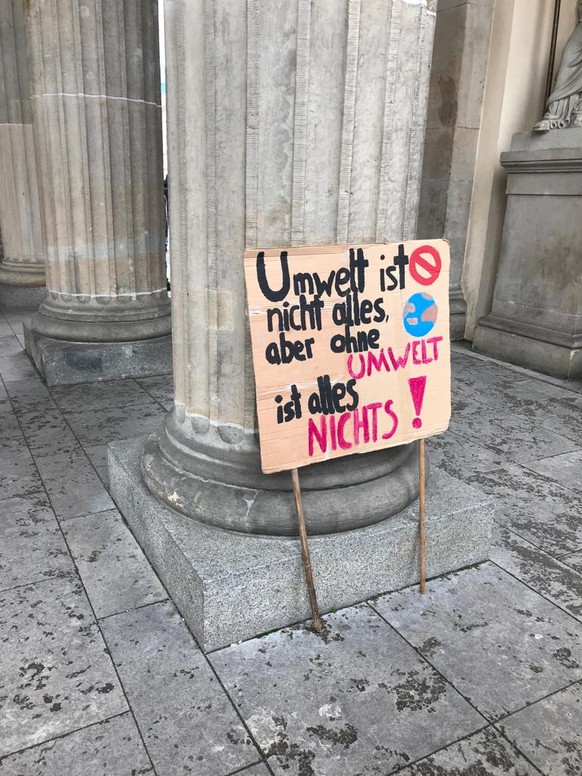 Umwelt ist
nicht alles,
aber ohne
UMWELT
ist alles
NICHTS!